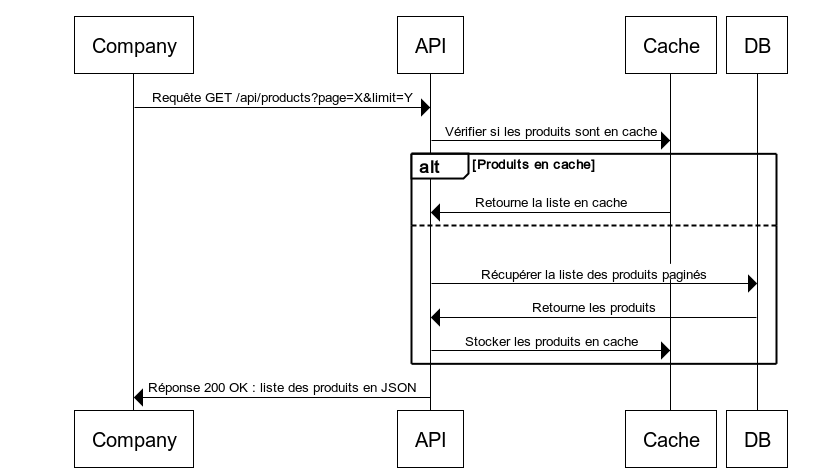 Company
API
Cache
DB
Requête GET /api/products?page=X&limit=Y
Vérifier si les produits sont en cache
alt
[Produits en cache]
Retourne la liste en cache
Récupérer la liste des produits paginés
Retourne les produits
Stocker les produits en cache
Réponse 200 OK : liste des produits en JSON
Company
API
Cache
DB